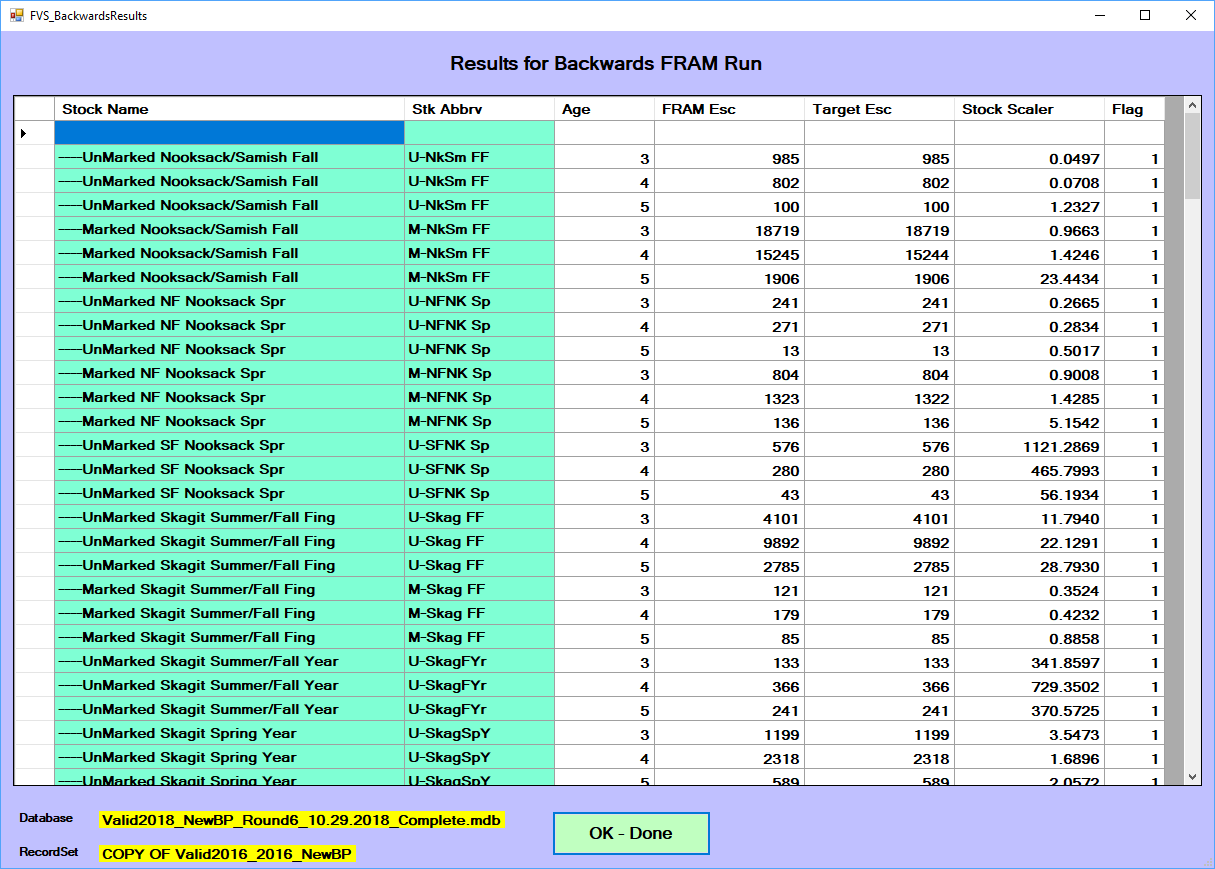 FVS_BackwardsResults
Results for Backwards FRAM Run
Stock Name Stk Abbrv Age FRAM Esc Target Esc Stock Scaler Flag
-----UnMarked Nooksack/Samish Fall U-NkSm FF 3 985 985 0.0497 1
-----UnMarked Nooksack/Samish Fall U-NkSm FF 4 802 802 0.0708 1
-----UnMarked Nooksack/Samish Fall U-NkSm FF 5 100 100 1.2327 1
-----Marked Nooksack/Samish Fall M-NkSm FF 3 18719 18719 0.9663 1
-----Marked Nooksack/Samish Fall M-NkSm FF 4 15245 15244 1.4246 1
-----Marked Nooksack/Samish Fall M-NkSm FF 5 1906 1906 23.4434 1
-----UnMarked NF Nooksack Spr U-NFNK Sp 3 241 241 0.2665 1
-----UnMarked NF Nooksack Spr U-NFNK Sp 4 271 271 0.2834 1
-----UnMarked NF Nooksack Spr U-NFNK Sp 5 13 13 0.5017 1
-----Marked NF Nooksack Spr M-NFNK Sp 3 804 804 0.9008 1
-----Marked NF Nooksack Spr M-NFNK Sp 4 1323 1322 1.4285 1
-----Marked NF Nooksack Spr M-NFNK Sp 5 136 136 5.1542 1
-----UnMarked SF Nooksack Spr U-SFNK Sp 3 576 576 1121.2869 1
-----UnMarked SF Nooksack Spr U-SFNK Sp 4 280 280 465.7993 1
-----UnMarked SF Nooksack Spr U-SFNK Sp 5 43 43 56.1934 1
-----UnMarked Skagit Summer/Fall Fing U-Skag FF 3 4101 4101 11.7940 1
-----UnMarked Skagit Summer/Fall Fing U-Skag FF 4 9892 9892 22.1291 1
-----UnMarked Skagit Summer/Fall Fing U-Skag FF 5 2785 2785 28.7930 1
-----Marked Skagit Summer/Fall Fing M-Skag FF 3 121 121 0.3524 1
-----Marked Skagit Summer/Fall Fing M-Skag FF 4 179 179 0.4232 1
-----Marked Skagit Summer/Fall Fing M-Skag FF 5 85 85 0.8858 1
-----UnMarked Skagit Summer/Fall Year U-SkagFYr 3 133 133 341.8597 1
-----UnMarked Skagit Summer/Fall Year U-SkagFYr 4 366 366 729.3502 1
-----UnMarked Skagit Summer/Fall Year U-SkagFYr 5 241 241 370.5725 1
-----UnMarked Skagit Spring Year U-SkagSpY 3 1199 1199 3.5473 1
-----UnMarked Skagit Spring Year U-SkagSpY 4 2318 2318 1.6896 1
-----UnMarked Skagit Spring Year U-SkagSpY 5 589 589 2.0572 1
Database Valid2018_NewBP_Round6_10.29.2018_Complete.mdb
OK - Done
RecordSet COPY OF Valid2016_2016_NewBP